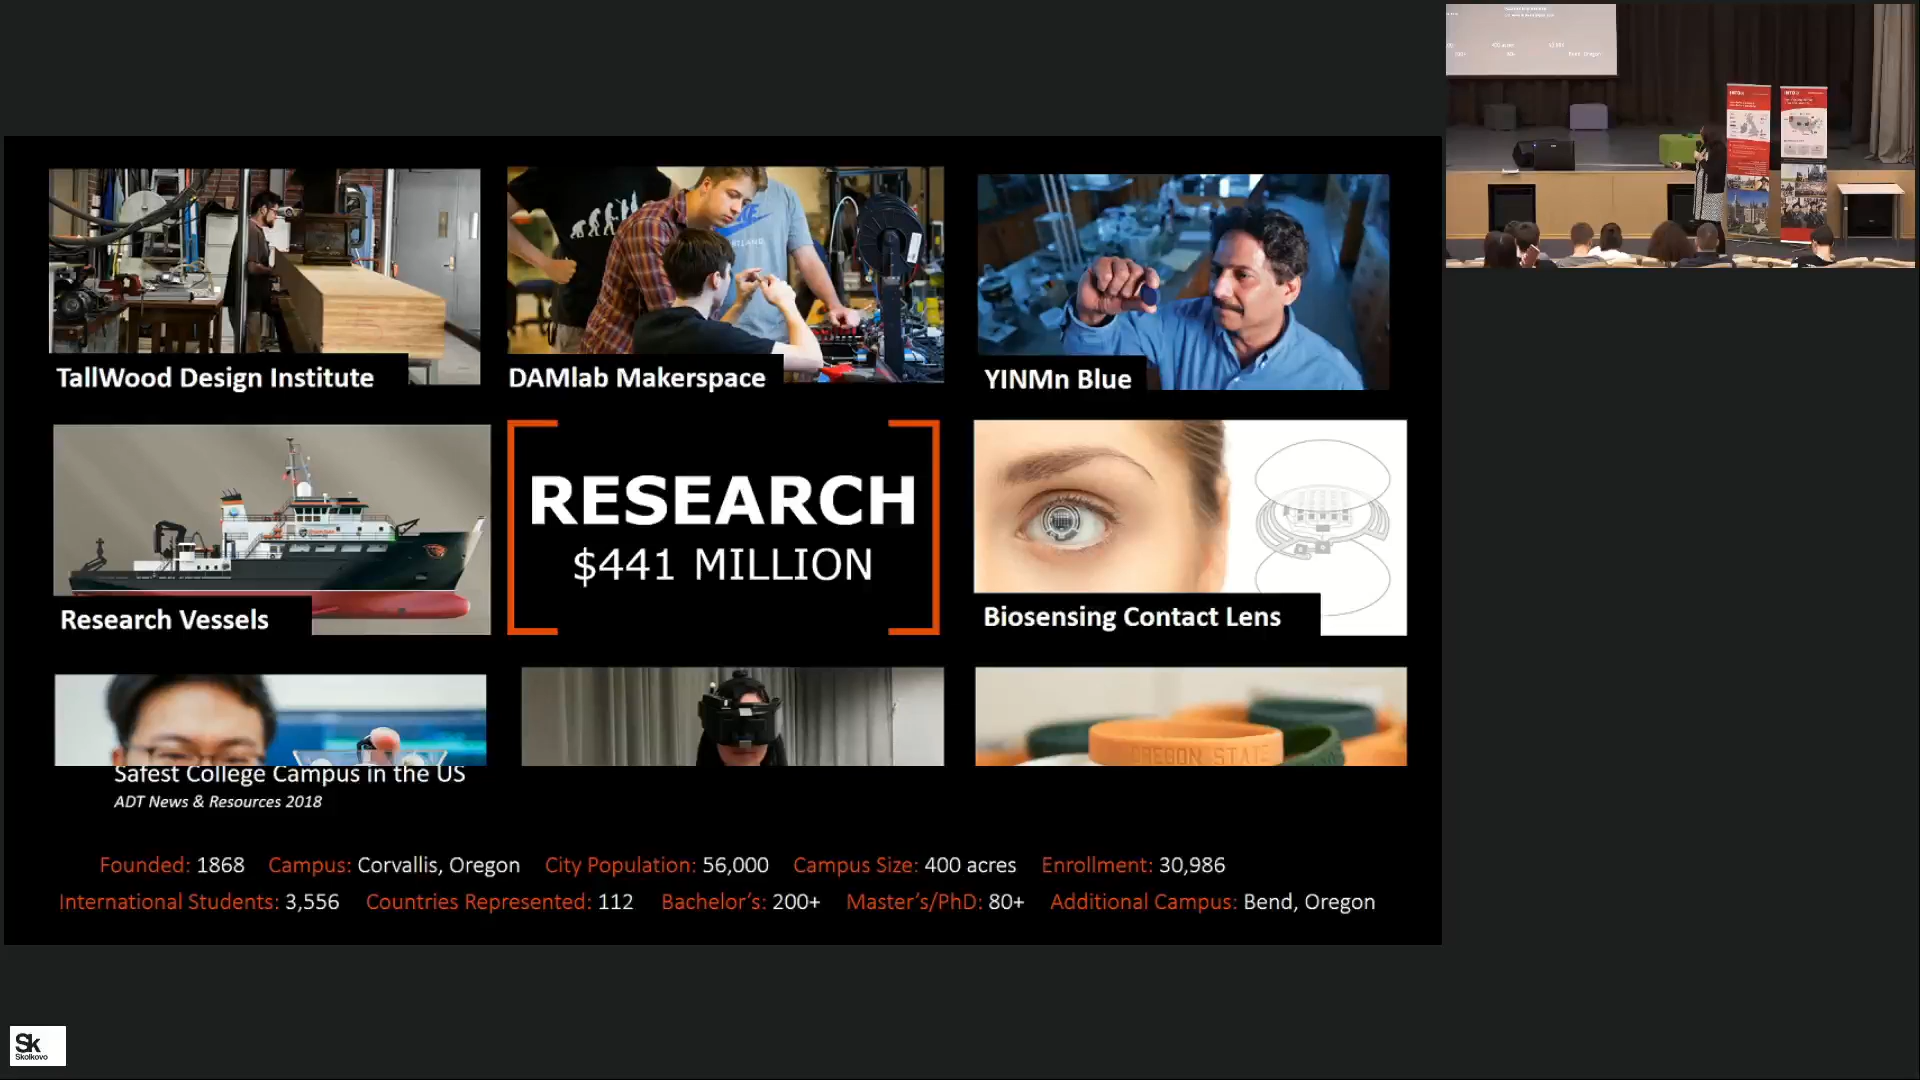 TallWood Design Institute
DAMlab Makerspace
YINMn Blue
Research Vessels
RESEARCH
$441 MILLION
Biosensing Contact Lens
OREGON STATE
Safest College Campus in the US
ADT News & Resources 2018
Founded: 1868 Campus: Corvallis, Oregon City Population: 56,000 Campus Size: 400 acres Enrollment: 30,986
International Students: 3,556 Countries Represented: 112 Bachelor's: 200+ Master's/PhD: 80+ Additional Campus: Bend, Oregon
Sk
Skolkovo